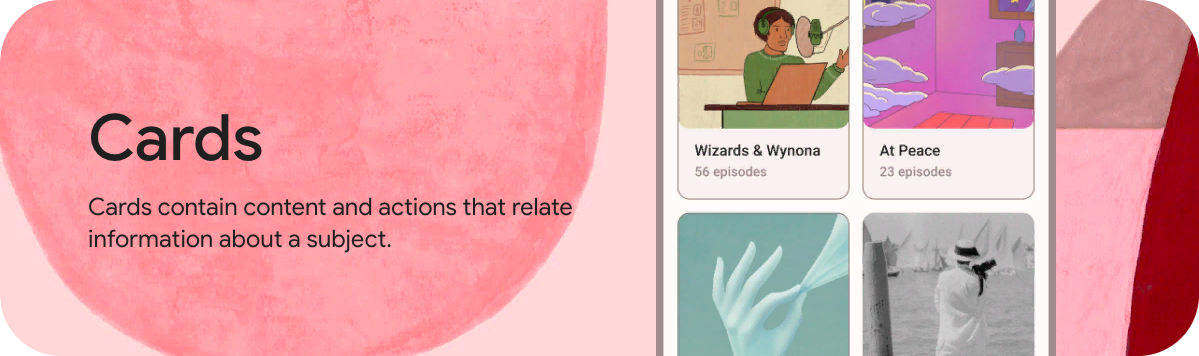 Cards
Cards contain content and actions that relate
information about a subject.
Wizards & Wynona
56 episodes
At Peace
23 episodes